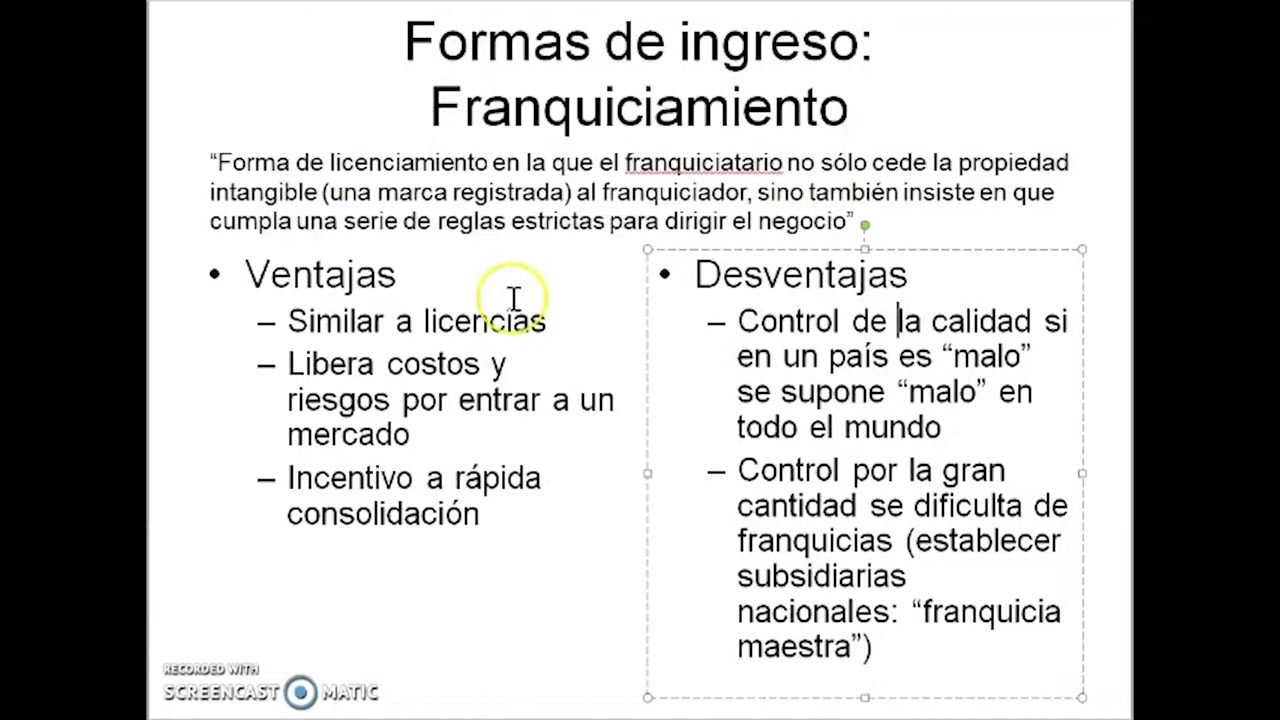 Formas de ingreso:
Franquiciamiento
“Forma de licenciamiento en la que el franquiciatario no sólo cede la propiedad
intangible (una marca registrada) al franquiciador, sino también insiste en que
cumpla una serie de reglas estrictas para dirigir el negocio”
• Ventajas
– Similar a licencias
– Libera costos y
riesgos por entrar a un
mercado
– Incentivo a rápida
consolidación
• Desventajas
– Control de la calidad si
en un país es “malo”
se supone “malo” en
todo el mundo
– Control por la gran
cantidad se dificulta de
franquicias (establecer
subsidiarias
nacionales: “franquicia
maestra”)
RECORDED WITH
SCREENCAST MATIC